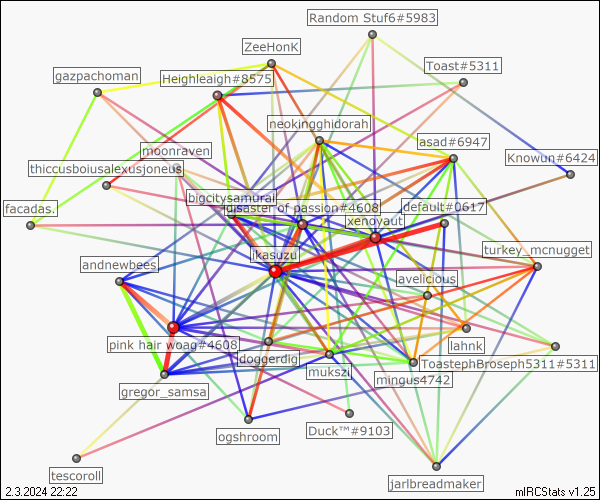 Random Stuf6#5983
ZeeHonK
Toast#5311
gazpachoman
Heighleaigh#8575
neokingghidorah
asad#6947
moonraven
Knowun#6424
thiccusboiusalexusjoneus
bigcitysamurai
facadas.
disaster of passion#4608
default#0617
xenoyaut
turkey_mcnugget
ikasuzu
andnewbees
avelicious
pink hair woag#4608
lahnk
doggerdig
ToastephBroseph5311#5311
mukszi
mingus4742
gregor_samsa
Duck™#9103
ogshroom
tescoroll
jarlbreadmaker
2.3.2024 22:22
mIRCStats v1.25